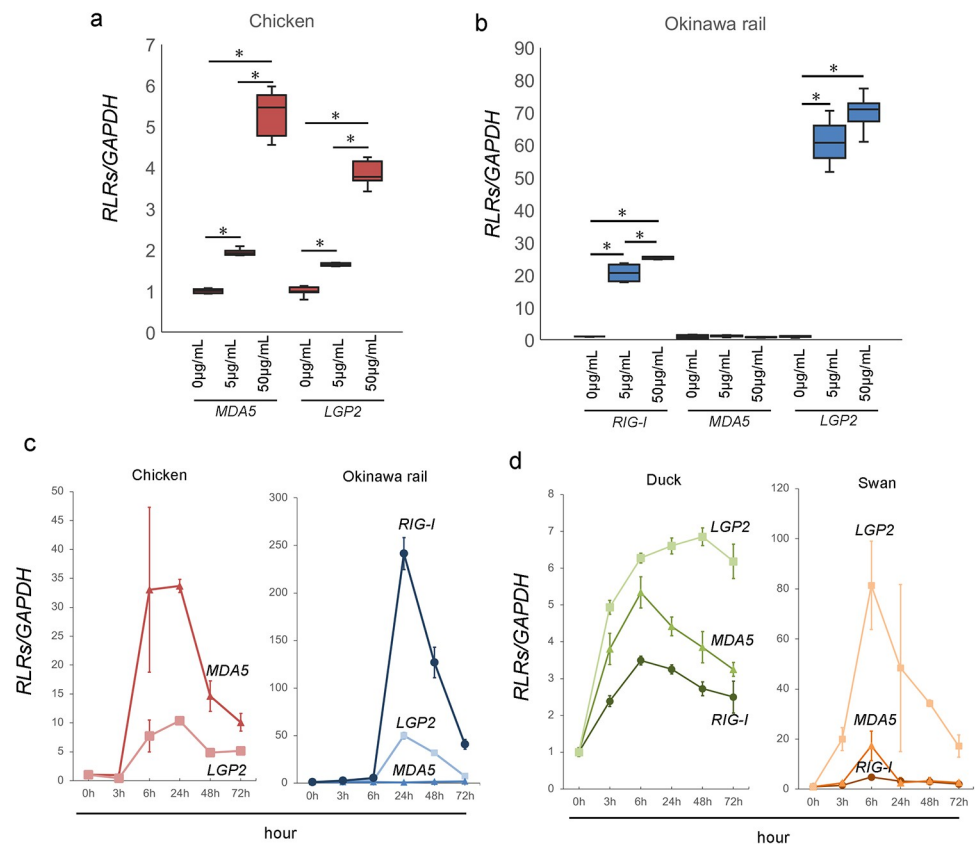 a
Chicken
RLRs/GAPDH
7
6
5
4
3
2
1
0
*
*
*
*
*
*
0µg/mL
5µg/mL
50µg/mL
0µg/mL
5µg/mL
50µg/mL
MDA5
LGP2
b
Okinawa rail
RLRs/GAPDH
90
80
70
60
50
40
30
20
10
0
*
*
*
*
*
0µg/mL
5µg/mL
50µg/mL
0µg/mL
5µg/mL
50µg/mL
0µg/mL
5µg/mL
50µg/mL
RIG-I
MDA5
LGP2
c
Chicken
RLRs/GAPDH
50
45
40
35
30
25
20
15
10
5
0
MDA5
LGP2
0h 3h 6h 24h 48h 72h
Okinawa rail
300
250
200
150
100
50
0
RIG-I
LGP2
MDA5
0h 3h 6h 24h 48h 72h
hour
d
Duck
RLRs/GAPDH
8
7
6
5
4
3
2
1
0
LGP2
MDA5
RIG-I
0h 3h 6h 24h 48h 72h
Swan
120
100
80
60
40
20
0
LGP2
MDA5
RIG-I
0h 3h 6h 24h 48h 72h
hour